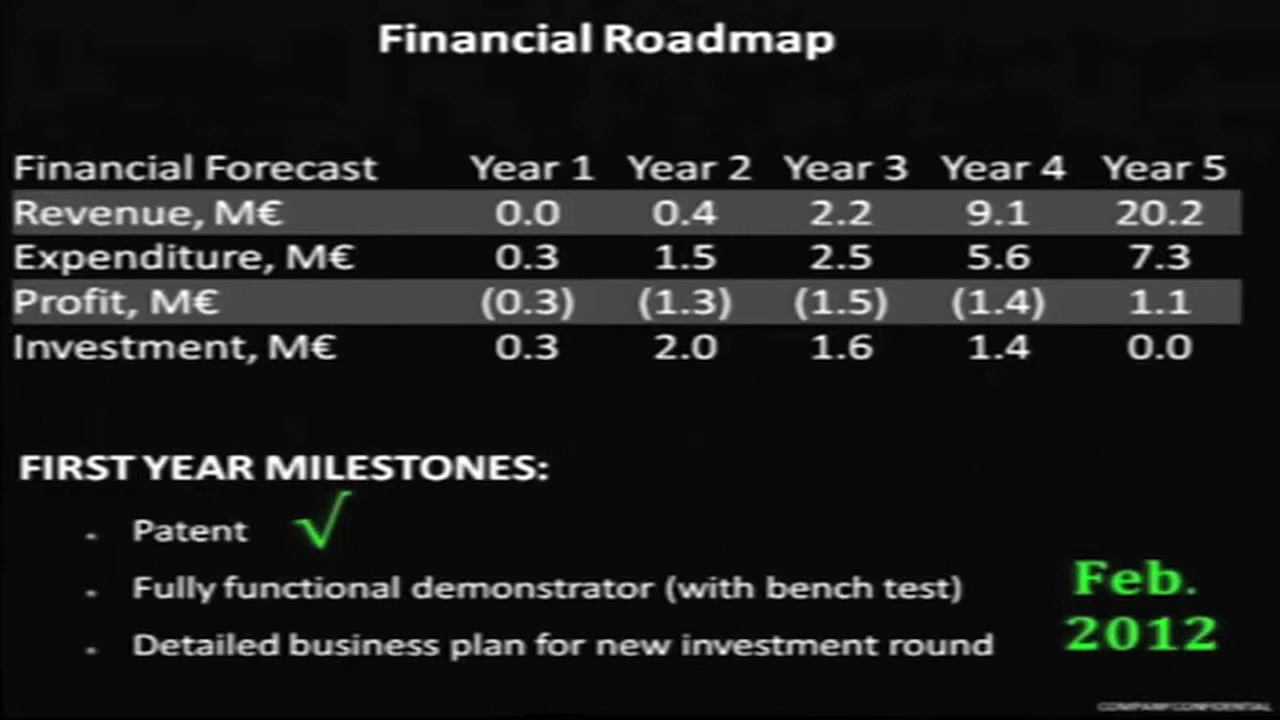 Financial Roadmap
Financial Forecast Year 1 Year 2 Year 3 Year 4 Year 5
Revenue, M€ 0.0 0.4 2.2 9.1 20.2
Expenditure, M€ 0.3 1.5 2.5 5.6 7.3
Profit, M€ (0.3) (1.3) (1.5) (1.4) 1.1
Investment, M€ 0.3 2.0 1.6 1.4 0.0
FIRST YEAR MILESTONES:
- Patent √
- Fully functional demonstrator (with bench test)
- Detailed business plan for new investment round
Feb.
2012
COMPANY CONFIDENTIAL